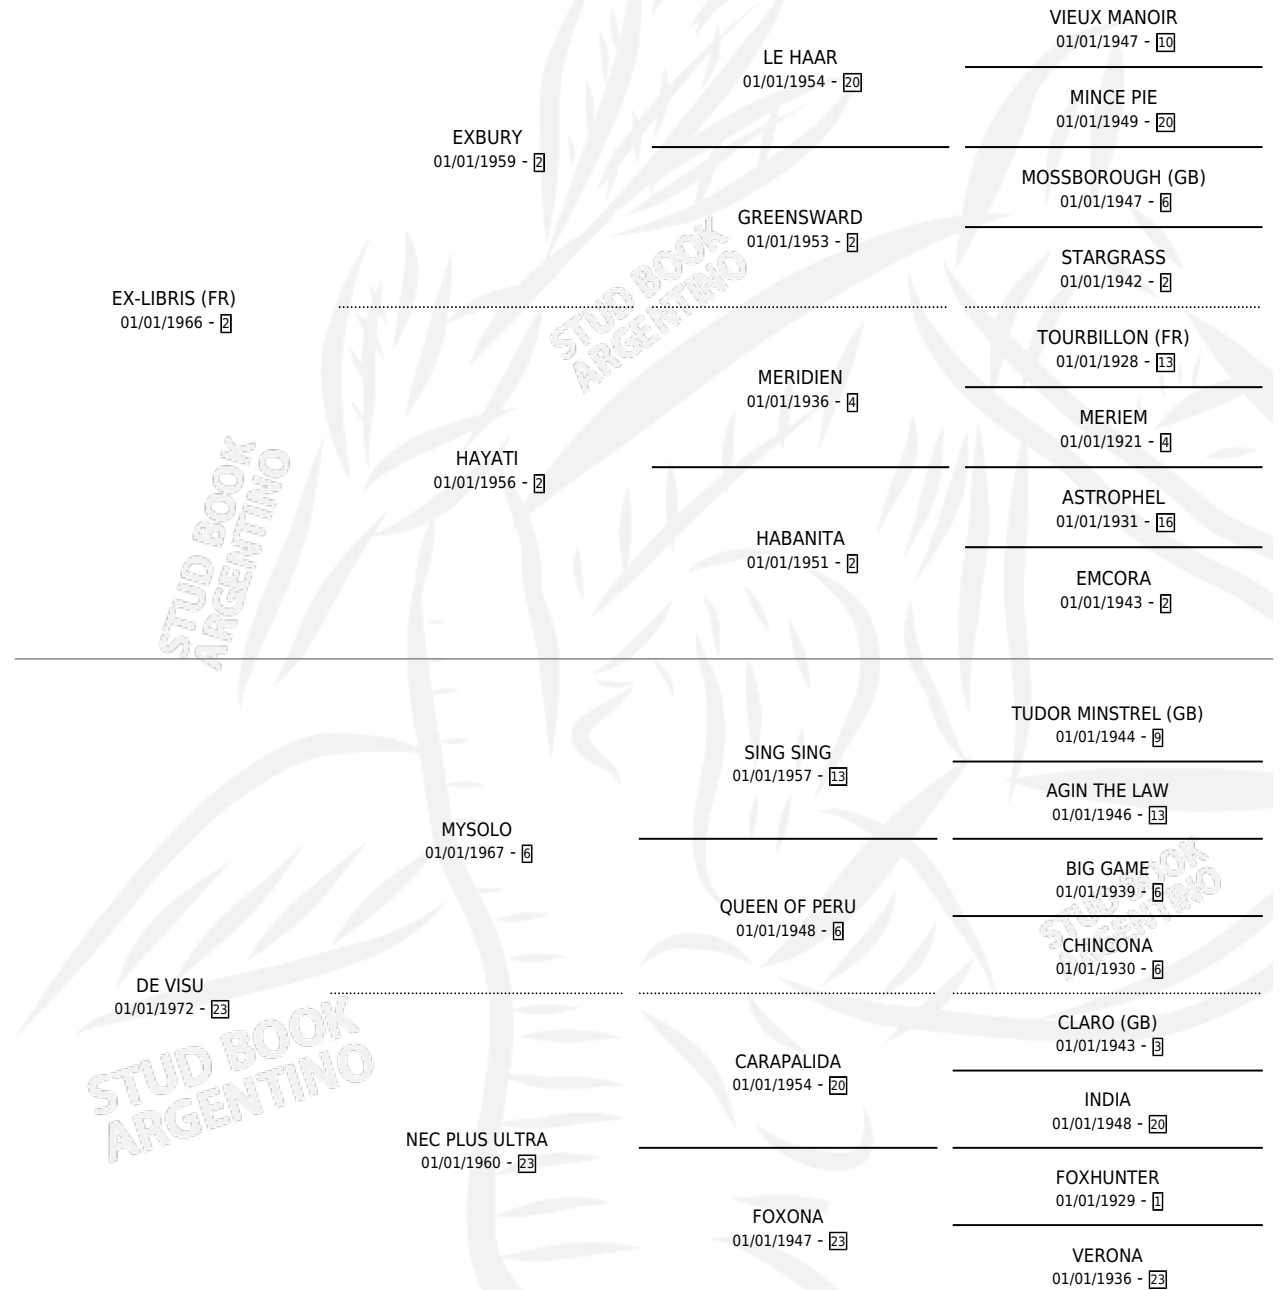 VIEUX MANOIR
01/01/1947 - 10
LE HAAR
01/01/1954 - 20
MINCE PIE
01/01/1949 - 20
EXBURY
01/01/1959 - 2
MOSSBOROUGH (GB)
01/01/1947 - 6
GREENSWARD
01/01/1953 - 2
STARGRASS
01/01/1942 - 2
EX-LIBRIS (FR)
01/01/1966 - 2
TOURBILLON (FR)
01/01/1928 - 13
MERIDIEN
01/01/1936 - 4
MERIEM
01/01/1921 - 4
HAYATI
01/01/1956 - 2
ASTROPHEL
01/01/1931 - 16
HABANITA
01/01/1951 - 2
EMCORA
01/01/1943 - 2
STUD BOOK
ARGENTINO
STUD BOOK
ARGENTINO
TUDOR MINSTREL (GB)
01/01/1944 - 9
SING SING
01/01/1957 - 13
AGIN THE LAW
01/01/1946 - 13
MYSOLO
01/01/1967 - 6
BIG GAME
01/01/1939 - 6
QUEEN OF PERU
01/01/1948 - 6
CHINCONA
01/01/1930 - 6
DE VISU
01/01/1972 - 23
CLARO (GB)
01/01/1943 - 3
CARAPALIDA
01/01/1954 - 20
INDIA
01/01/1948 - 20
NEC PLUS ULTRA
01/01/1960 - 23
FOXHUNTER
01/01/1929 - 1
FOXONA
01/01/1947 - 23
VERONA
01/01/1936 - 23
STUD BOOK
ARGENTINO
STUD BOOK
ARGENTINO